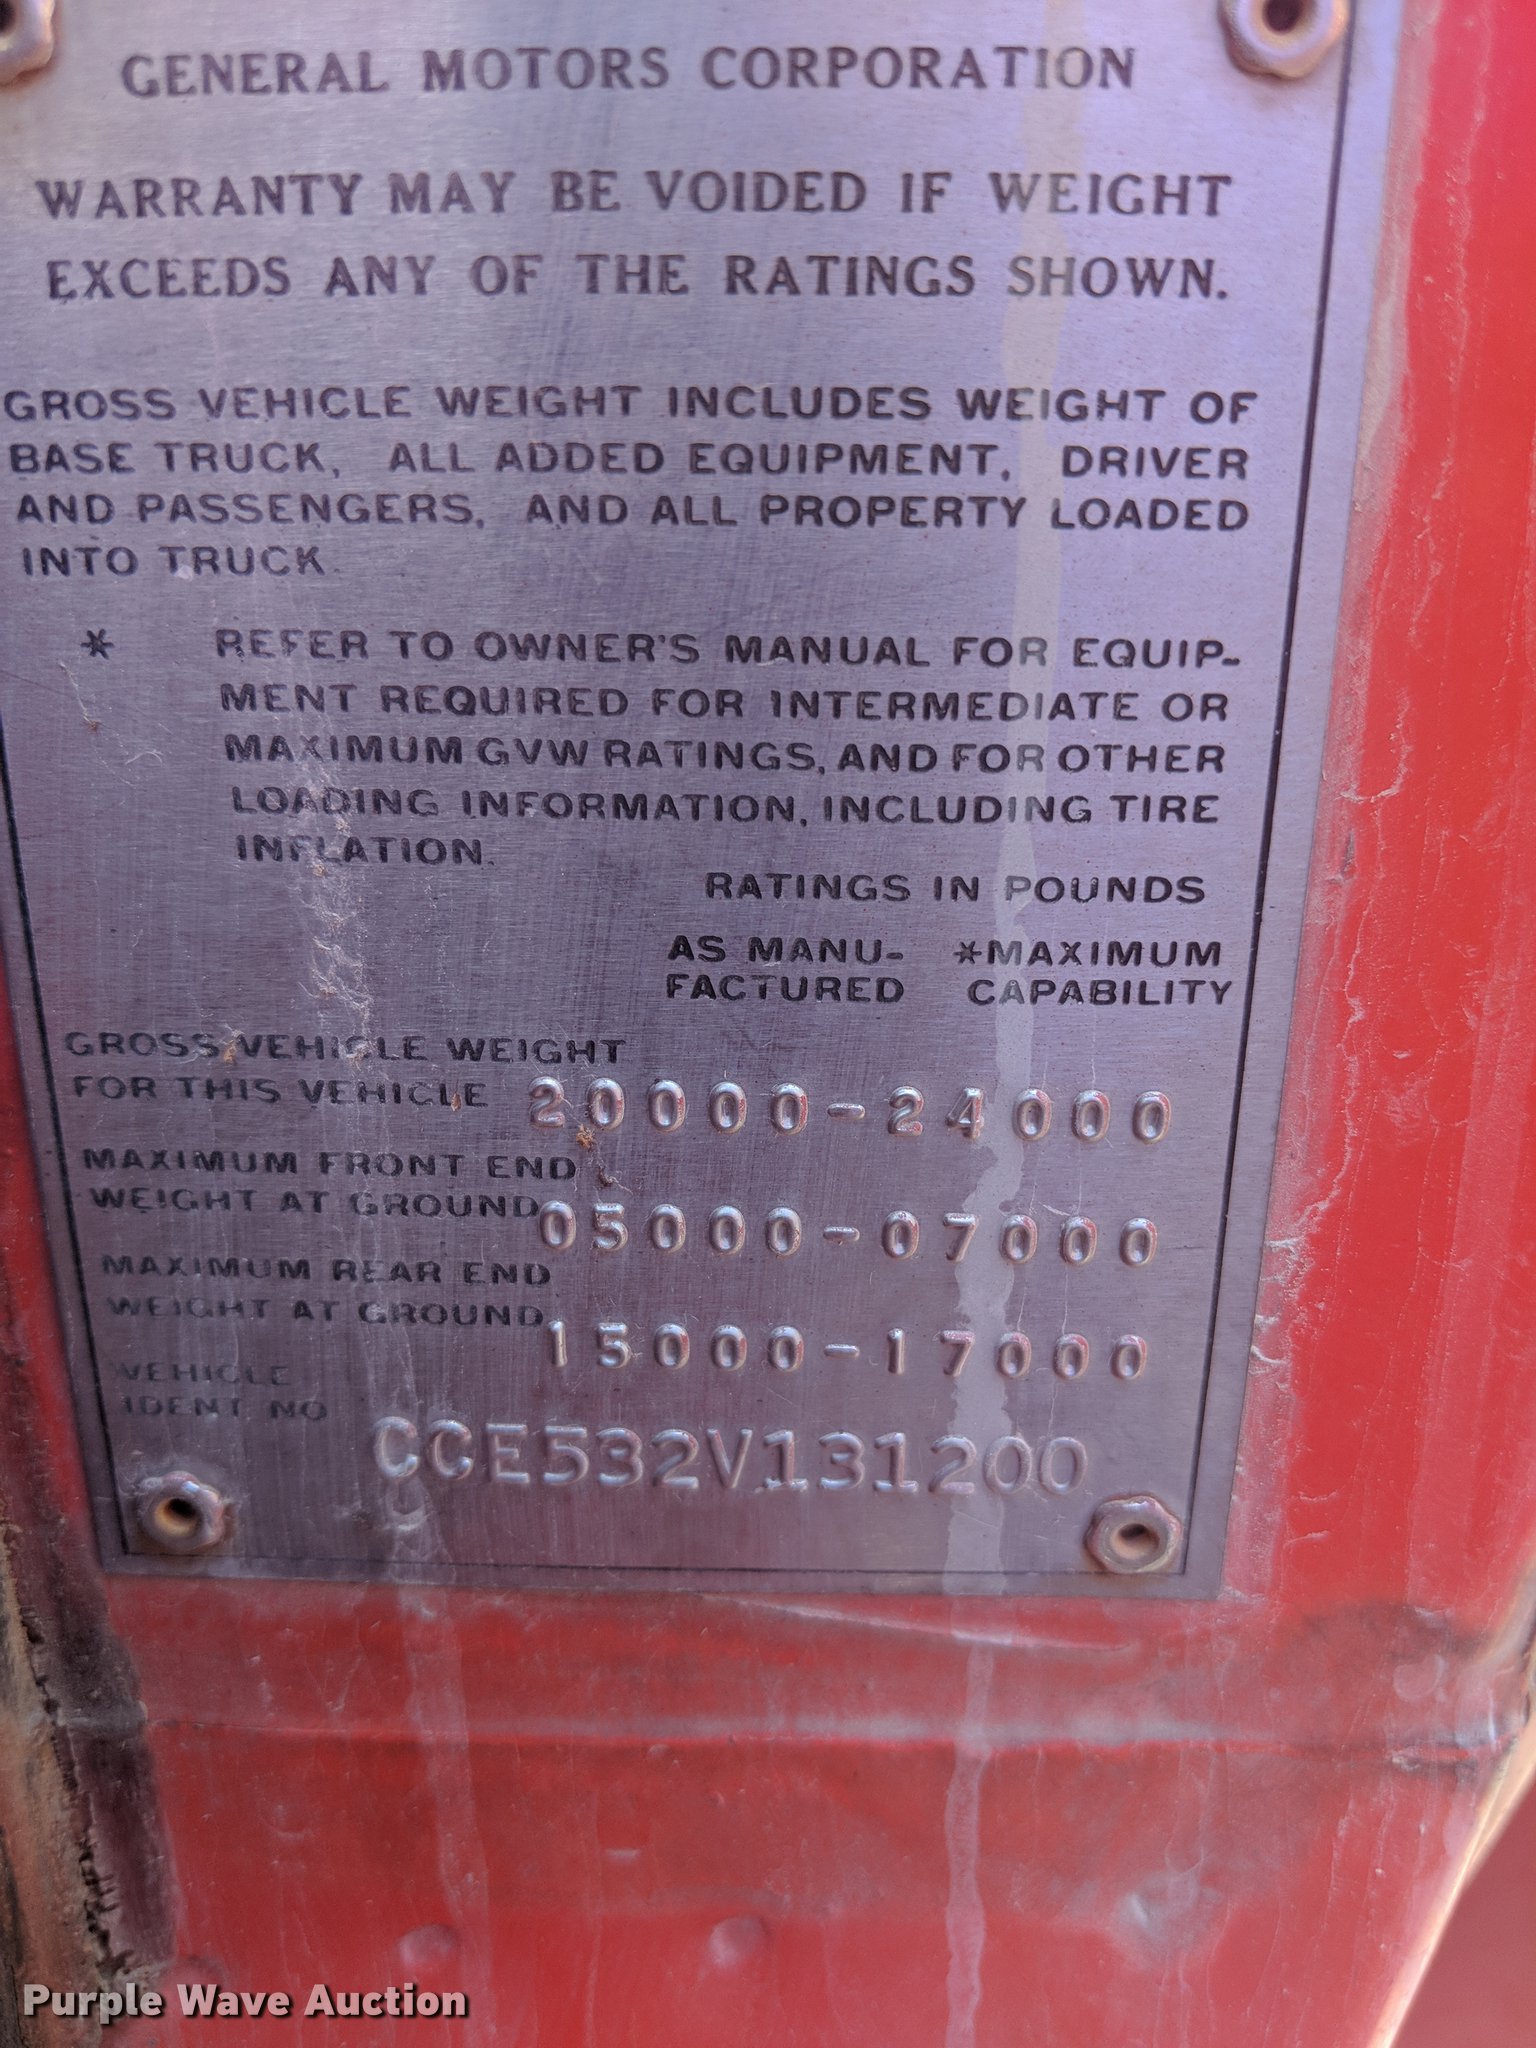 GENERAL MOTORS CORPORATION
WARRANTY MAY BE VOIDED IF WEIGHT
EXCEEDS ANY OF THE RATINGS SHOWN.
GROSS VEHICLE WEIGHT INCLUDES WEIGHT OF
BASE TRUCK, ALL ADDED EQUIPMENT, DRIVER
AND PASSENGERS, AND ALL PROPERTY LOADED
INTO TRUCK.
* REFER TO OWNER'S MANUAL FOR EQUIP-
MENT REQUIRED FOR INTERMEDIATE OR
MAXIMUM GVW RATINGS, AND FOR OTHER
LOADING INFORMATION, INCLUDING TIRE
INFLATION.
RATINGS IN POUNDS
AS MANU- *MAXIMUM
FACTURED CAPABILITY
GROSS VEHICLE WEIGHT
FOR THIS VEHICLE 20000-24000
MAXIMUM FRONT END
WEIGHT AT GROUND 05000-07000
MAXIMUM REAR END
WEIGHT AT GROUND 15000-17000
VEHICLE
IDENT NO CCE532V131200
Purple Wave Auction